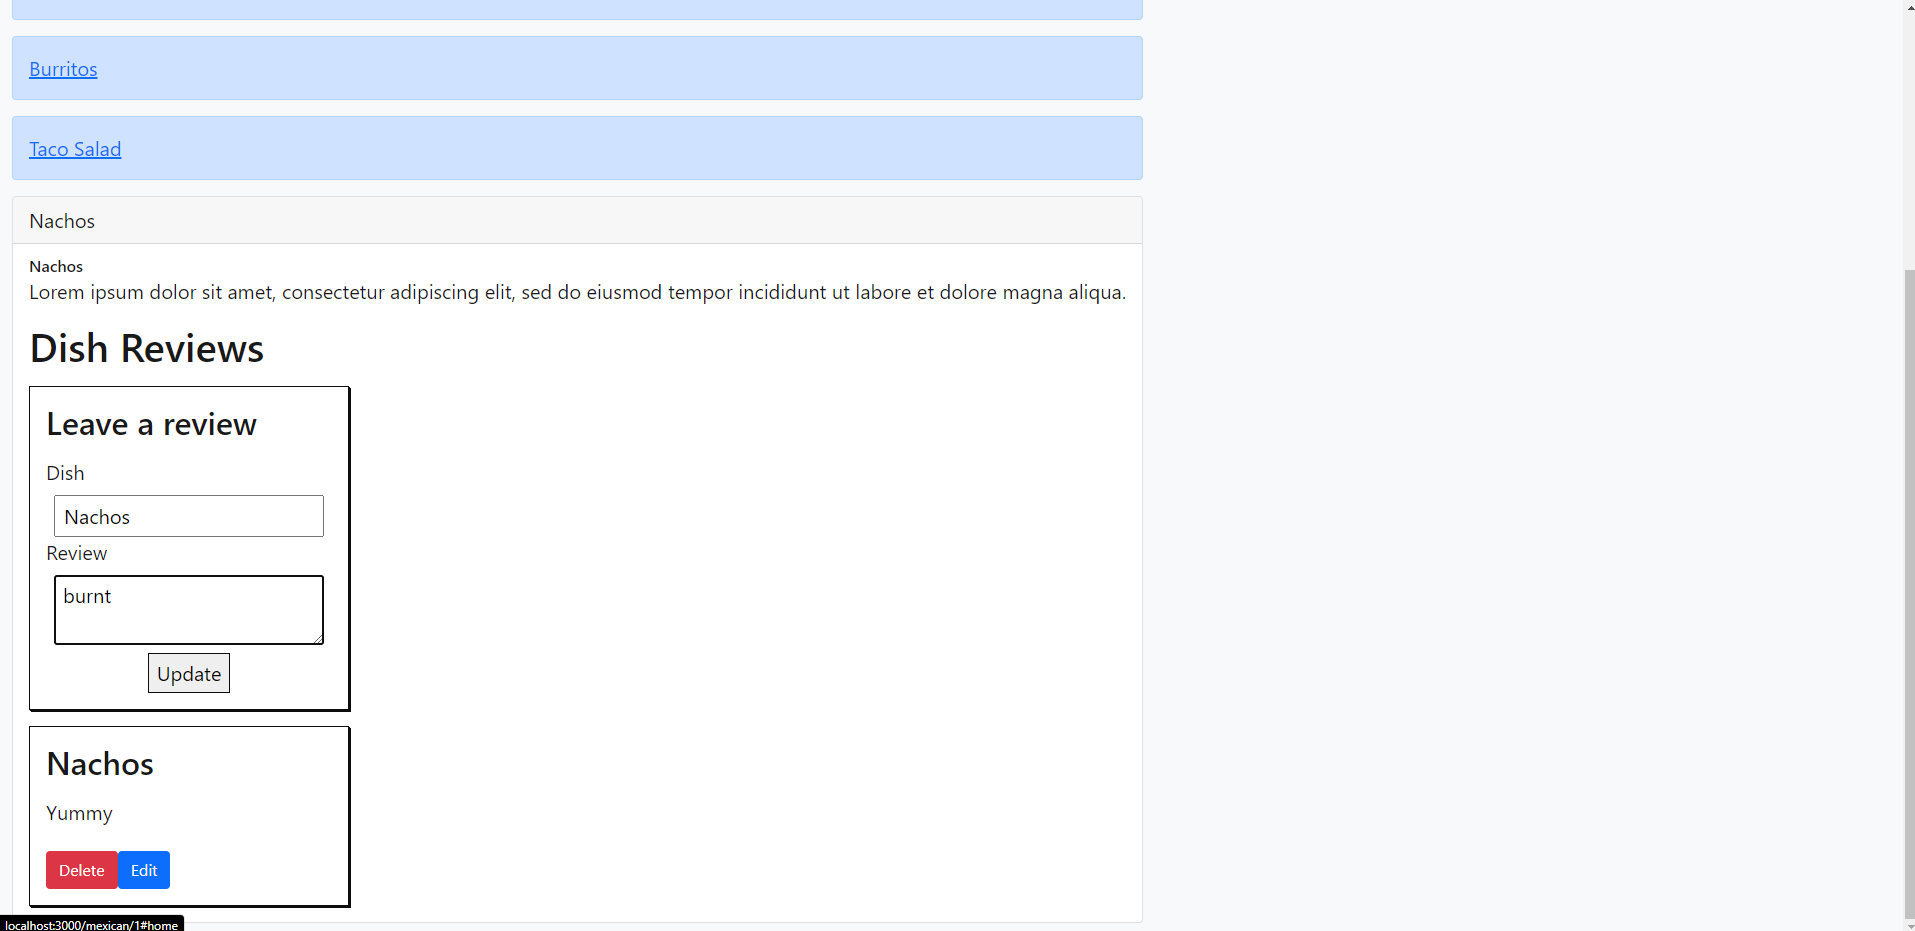 Burritos
Taco Salad
Nachos
Nachos
Lorem ipsum dolor sit amet, consectetur adipiscing elit, sed do eiusmod tempor incididunt ut labore et dolore magna aliqua.
Dish Reviews
Leave a review
Dish
Nachos
Review
burnt
Update
Nachos
Yummy
Delete Edit
localhost:3000/mexican/1#home